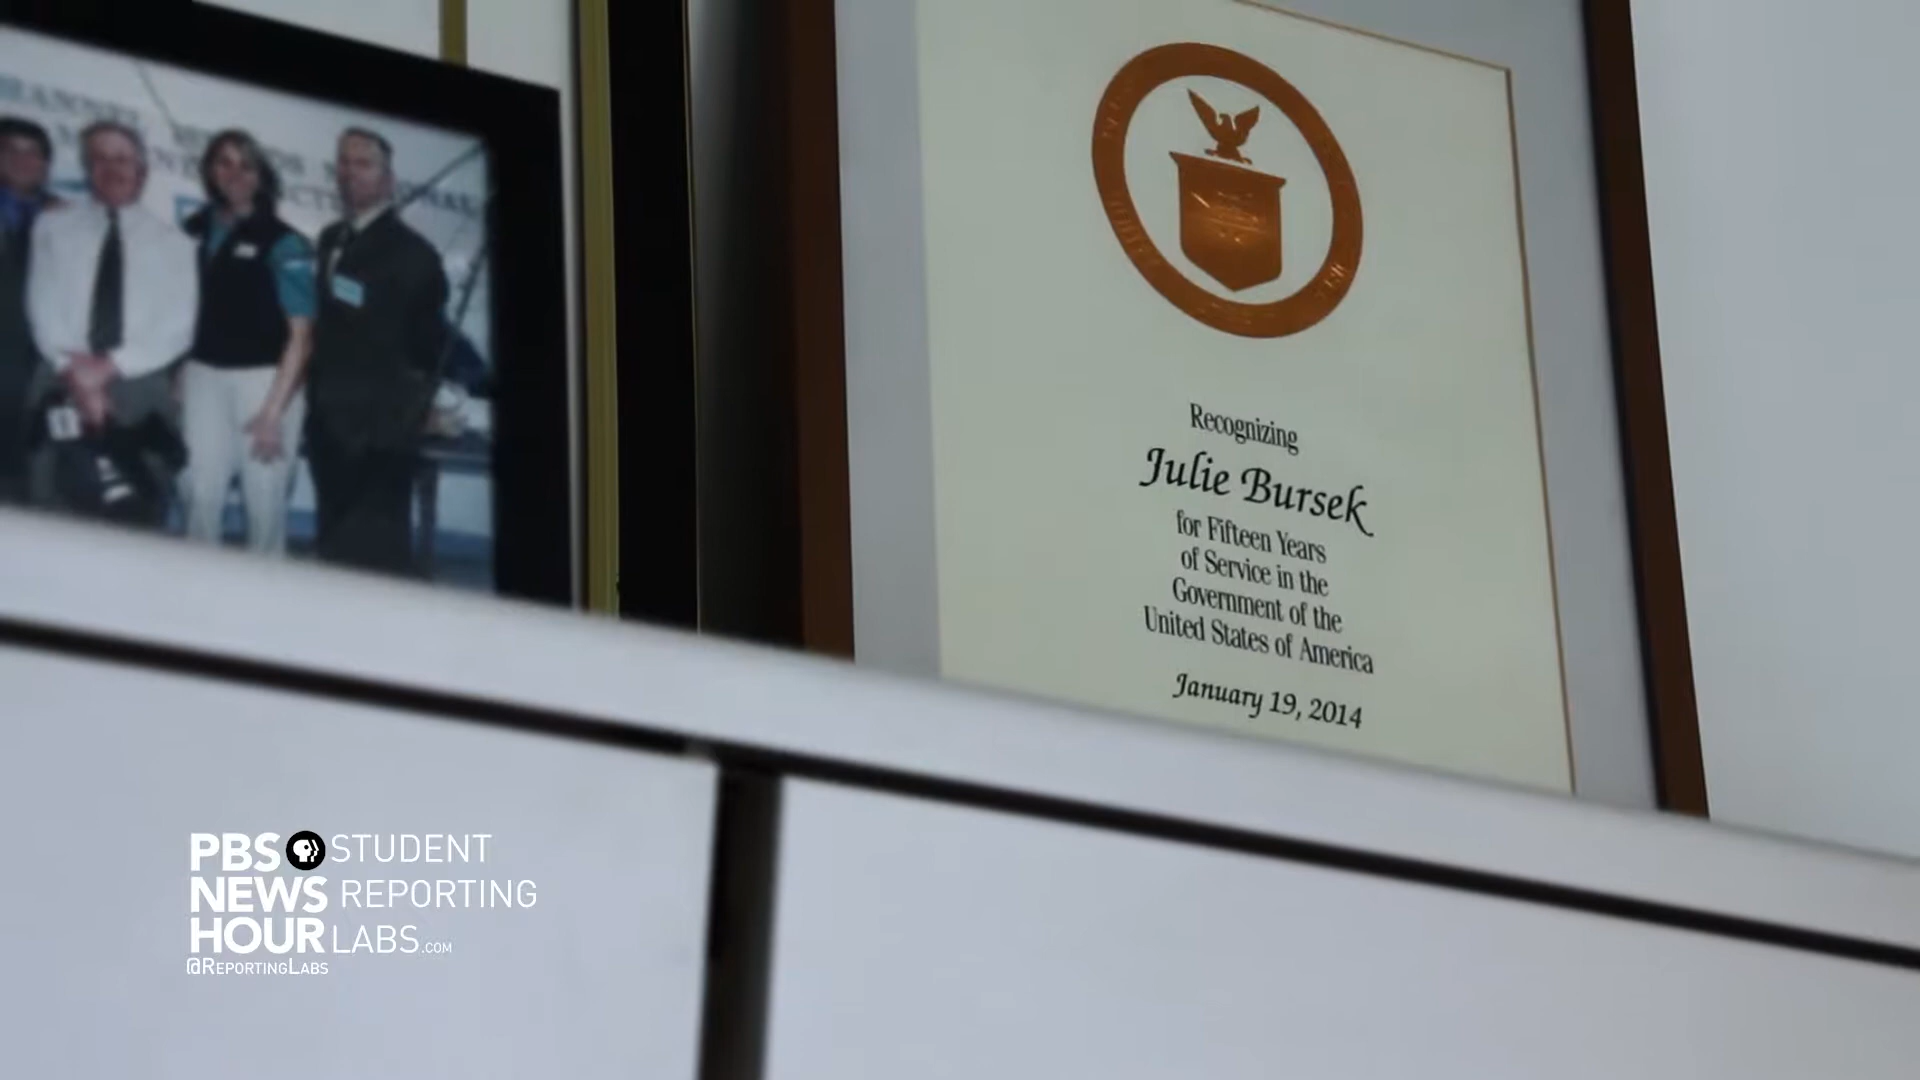 Recognizing
Julie Bursek
for Fifteen Years
of Service in the
Government of the
United States of America
January 19, 2014
PBS STUDENT
NEWS REPORTING
HOUR LABS.COM
@REPORTINGLABS